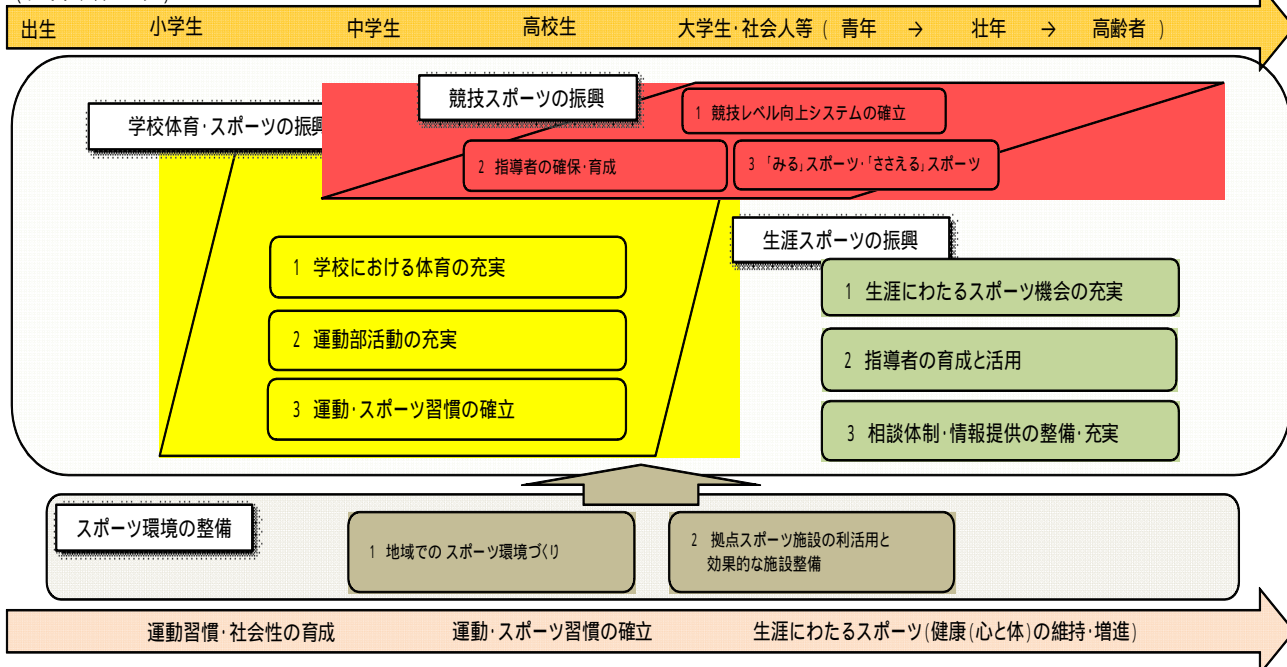 出生 小学生 中学生 高校生 大学生・社会人等( 青年 → 壮年 → 高齢者 )
競技スポーツの振興
1 競技レベル向上システムの確立
学校体育・スポーツの振興
2 指導者の確保・育成
3 「みる」スポーツ・「ささえる」スポーツ
生涯スポーツの振興
1 学校における体育の充実
2 運動部活動の充実
3 運動・スポーツ習慣の確立
1 生涯にわたるスポーツ機会の充実
2 指導者の育成と活用
3 相談体制・情報提供の整備・充実
スポーツ環境の整備
1 地域での スポーツ環境づくり
2 拠点スポーツ施設の利活用と
効果的な施設整備
運動習慣・社会性の育成 運動・スポーツ習慣の確立 生涯にわたるスポーツ(健康(心と体)の維持・増進)